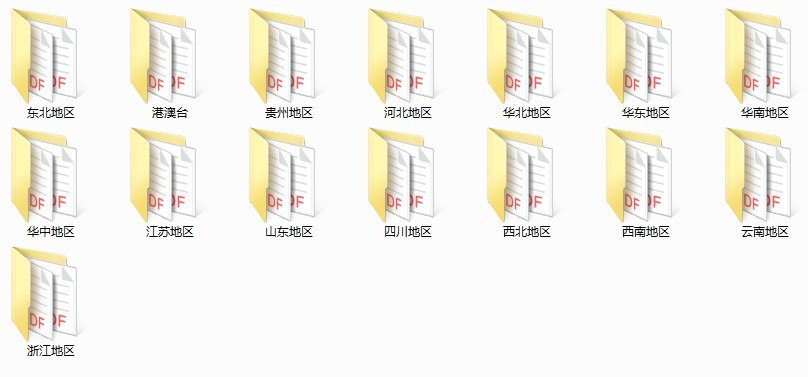 东北地区
港澳台
贵州地区
河北地区
华北地区
华东地区
华南地区
华中地区
江苏地区
山东地区
四川地区
西北地区
西南地区
云南地区
浙江地区